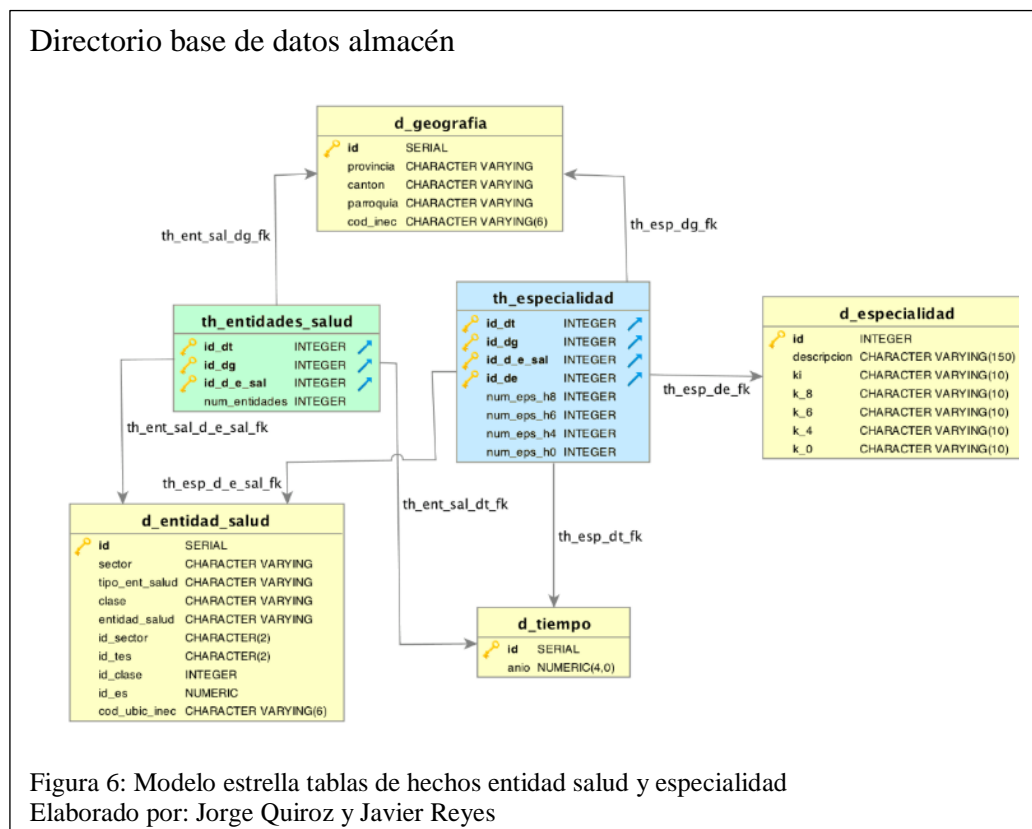 Directorio base de datos almacén
d_geografia
id SERIAL
provincia CHARACTER VARYING
canton CHARACTER VARYING
parroquia CHARACTER VARYING
cod_inec CHARACTER VARYING(6)
th_ent_sal_dg_fk
th_esp_dg_fk
th_entidades_salud
id_dt INTEGER
id_dg INTEGER
id_d_e_sal INTEGER
num_entidades INTEGER
th_especialidad
id_dt INTEGER
id_dg INTEGER
id_d_e_sal INTEGER
id_de INTEGER
num_eps_h8 INTEGER
num_eps_h6 INTEGER
num_eps_h4 INTEGER
num_eps_h0 INTEGER
d_especialidad
id INTEGER
descripcion CHARACTER VARYING(150)
ki CHARACTER VARYING(10)
k_8 CHARACTER VARYING(10)
k_6 CHARACTER VARYING(10)
k_4 CHARACTER VARYING(10)
k_0 CHARACTER VARYING(10)
th_esp_de_fk
th_ent_sal_d_e_sal_fk
th_esp_d_e_sal_fk
th_ent_sal_dt_fk
th_esp_dt_fk
d_entidad_salud
id SERIAL
sector CHARACTER VARYING
tipo_ent_salud CHARACTER VARYING
clase CHARACTER VARYING
entidad_salud CHARACTER VARYING
id_sector CHARACTER(2)
id_tes CHARACTER(2)
id_clase INTEGER
id_es NUMERIC
cod_ubic_inec CHARACTER VARYING(6)
d_tiempo
id SERIAL
anio NUMERIC(4,0)
Figura 6: Modelo estrella tablas de hechos entidad salud y especialidad
Elaborado por: Jorge Quiroz y Javier Reyes